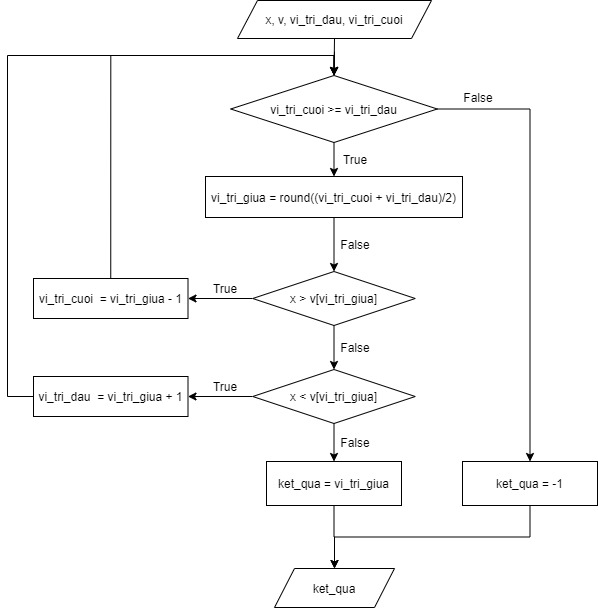 x, v, vi_tri_dau, vi_tri_cuoi
vi_tri_cuoi >= vi_tri_dau
False
True
vi_tri_giua = round((vi_tri_cuoi + vi_tri_dau)/2)
False
x > v[vi_tri_giua]
True
vi_tri_cuoi = vi_tri_giua - 1
False
x < v[vi_tri_giua]
True
vi_tri_dau = vi_tri_giua + 1
False
ket_qua = vi_tri_giua
ket_qua = -1
ket_qua